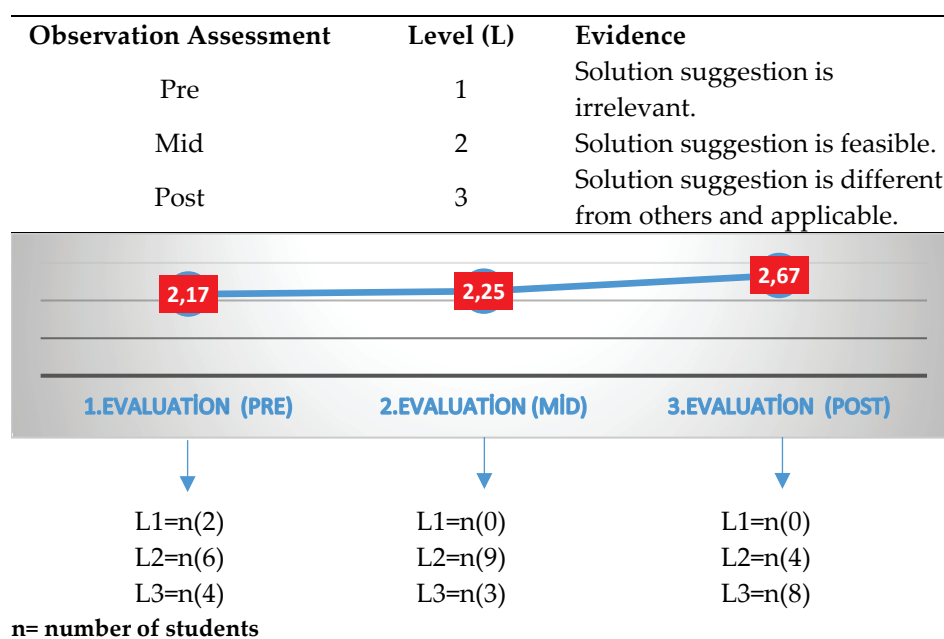 Observation Assessment Level (L) Evidence
Pre 1 Solution suggestion is
irrelevant.
Mid 2 Solution suggestion is feasible.
Post 3 Solution suggestion is different
from others and applicable.
2,17 2,25 2,67
1.EVALUATİON (PRE) 2.EVALUATİON (MİD) 3.EVALUATİON (POST)
L1=n(2) L1=n(0) L1=n(0)
L2=n(6) L2=n(9) L2=n(4)
L3=n(4) L3=n(3) L3=n(8)
n= number of students